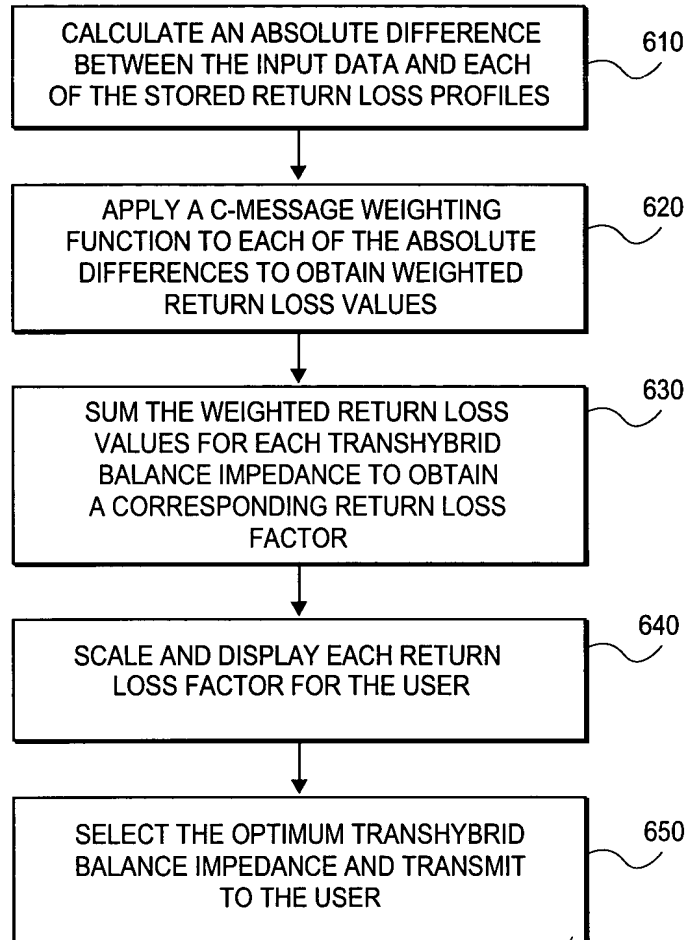 CALCULATE AN ABSOLUTE DIFFERENCE
BETWEEN THE INPUT DATA AND EACH
OF THE STORED RETURN LOSS PROFILES
610
APPLY A C-MESSAGE WEIGHTING
FUNCTION TO EACH OF THE ABSOLUTE
DIFFERENCES TO OBTAIN WEIGHTED
RETURN LOSS VALUES
620
SUM THE WEIGHTED RETURN LOSS
VALUES FOR EACH TRANSHYBRID
BALANCE IMPEDANCE TO OBTAIN
A CORRESPONDING RETURN LOSS
FACTOR
630
SCALE AND DISPLAY EACH RETURN
LOSS FACTOR FOR THE USER
640
SELECT THE OPTIMUM TRANSHYBRID
BALANCE IMPEDANCE AND TRANSMIT
TO THE USER
650